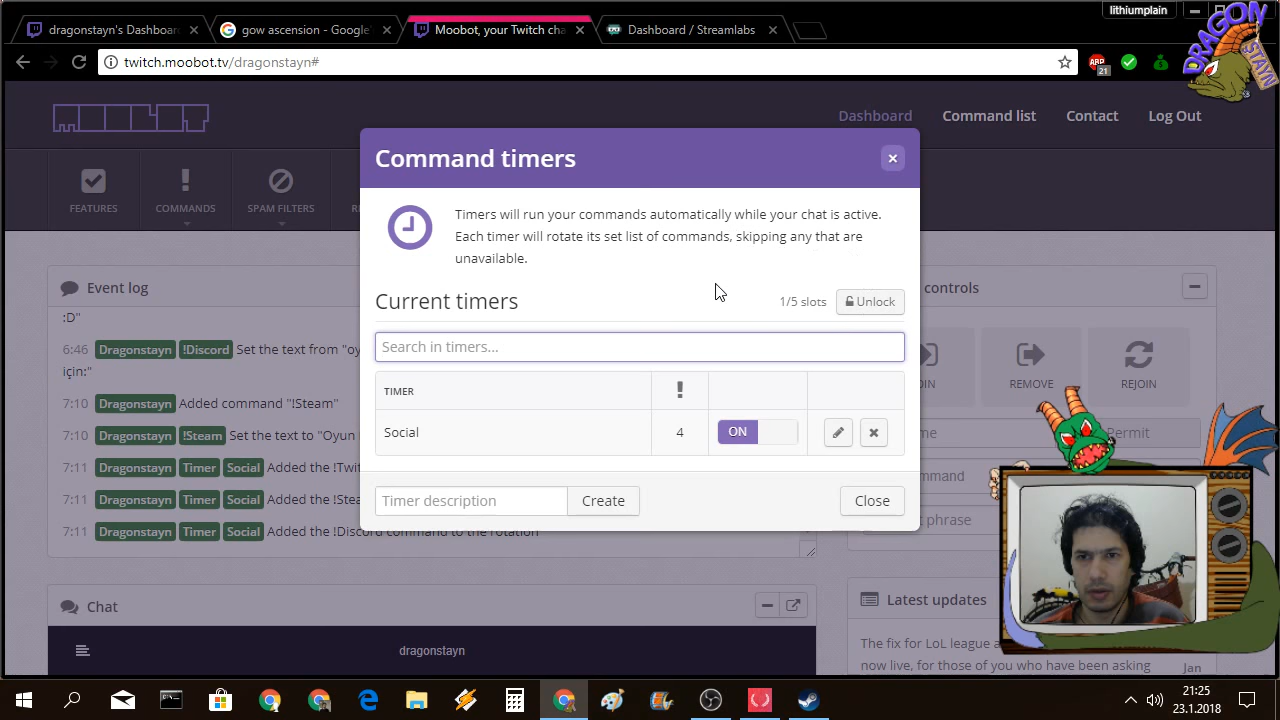 lithiumplain
dragonstayn's Dashboar
gow ascension - Google'
Moobot, your Twitch cha
Dashboard / Streamlabs
twitch.moobot.tv/dragonstayn#
ABP
21
DRAGON
STAYN
MOOBOT
Dashboard
Command list
Contact
Log Out
FEATURES
COMMANDS
SPAM FILTERS
Command timers
Timers will run your commands automatically while your chat is active.
Each timer will rotate its set list of commands, skipping any that are
unavailable.
Current timers
1/5 slots
Unlock
Search in timers...
TIMER
!
Social
4
ON
Timer description
Create
Close
Event log
:D"
6:46 Dragonstayn !Discord Set the text from "oy
için:"
7:10 Dragonstayn Added command "!Steam"
7:10 Dragonstayn !Steam Set the text to "Oyun i
7:11 Dragonstayn Timer Social Added the !Twit
7:11 Dragonstayn Timer Social Added the !Stea
7:11 Dragonstayn Timer Social Added the !Discord command to the rotation
controls
REMOVE
REJOIN
Permit
phrase
Chat
dragonstayn
Latest updates
The fix for LoL league a
now live, for those of you who have been asking
Jan
21:25
23.1.2018